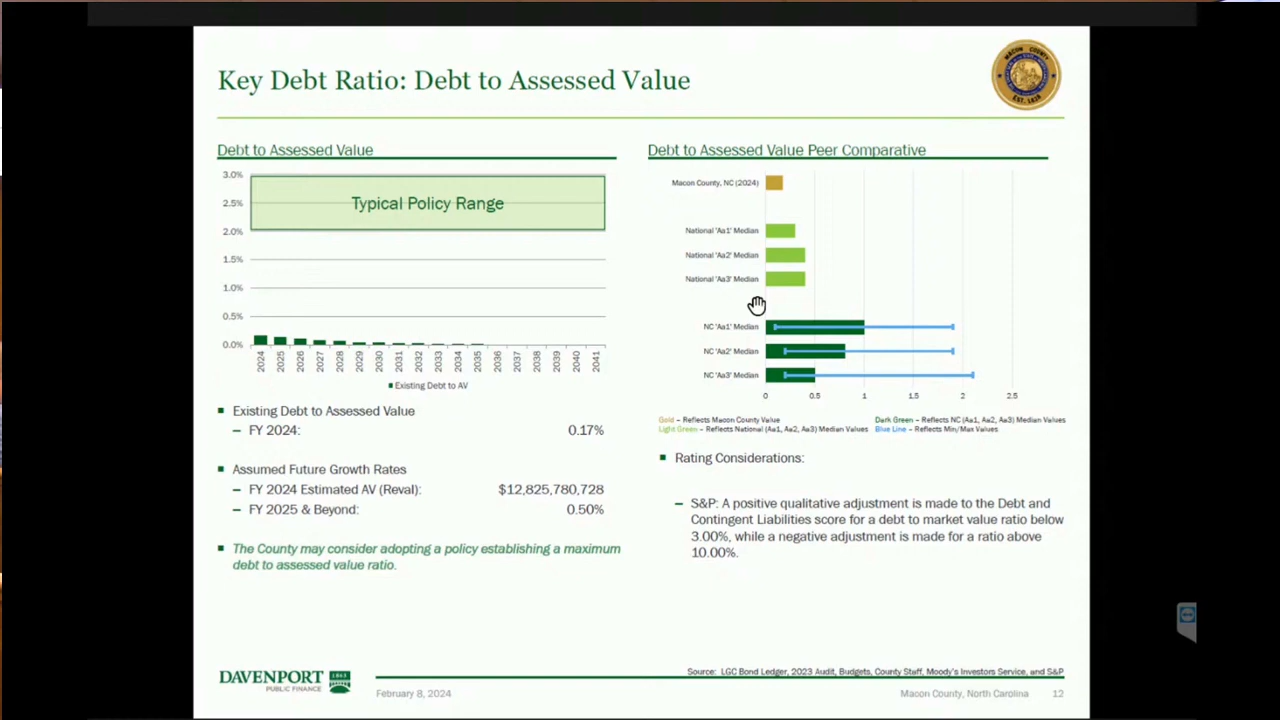 Key Debt Ratio: Debt to Assessed Value
MACON COUNTY
EST. 1828
Debt to Assessed Value
3.0%
2.5%
2.0%
1.5%
1.0%
0.5%
0.0%
Typical Policy Range
2024 2025 2026 2027 2028 2029 2030 2031 2032 2033 2034 2035 2036 2037 2038 2039 2040 2041
Existing Debt to AV
Existing Debt to Assessed Value
– FY 2024: 0.17%
Assumed Future Growth Rates
– FY 2024 Estimated AV (Reval): $12,825,780,728
– FY 2025 & Beyond: 0.50%
The County may consider adopting a policy establishing a maximum
debt to assessed value ratio.
Debt to Assessed Value Peer Comparative
Macon County, NC (2024)
National 'Aa1' Median
National 'Aa2' Median
National 'Aa3' Median
NC 'Aa1' Median
NC 'Aa2' Median
NC 'Aa3' Median
0 0.5 1 1.5 2 2.5
Gold – Reflects Macon County Value
Light Green – Reflects National (Aa1, Aa2, Aa3) Median Values
Dark Green – Reflects NC (Aa1, Aa2, Aa3) Median Values
Blue Line – Reflects Min/Max Values
Rating Considerations:
– S&P: A positive qualitative adjustment is made to the Debt and
Contingent Liabilities score for a debt to market value ratio below
3.00%, while a negative adjustment is made for a ratio above
10.00%.
Source: LGC Bond Ledger, 2023 Audit, Budgets, County Staff, Moody's Investors Service, and S&P
DAVENPORT
PUBLIC FINANCE
1863
February 8, 2024
Macon County, North Carolina 12